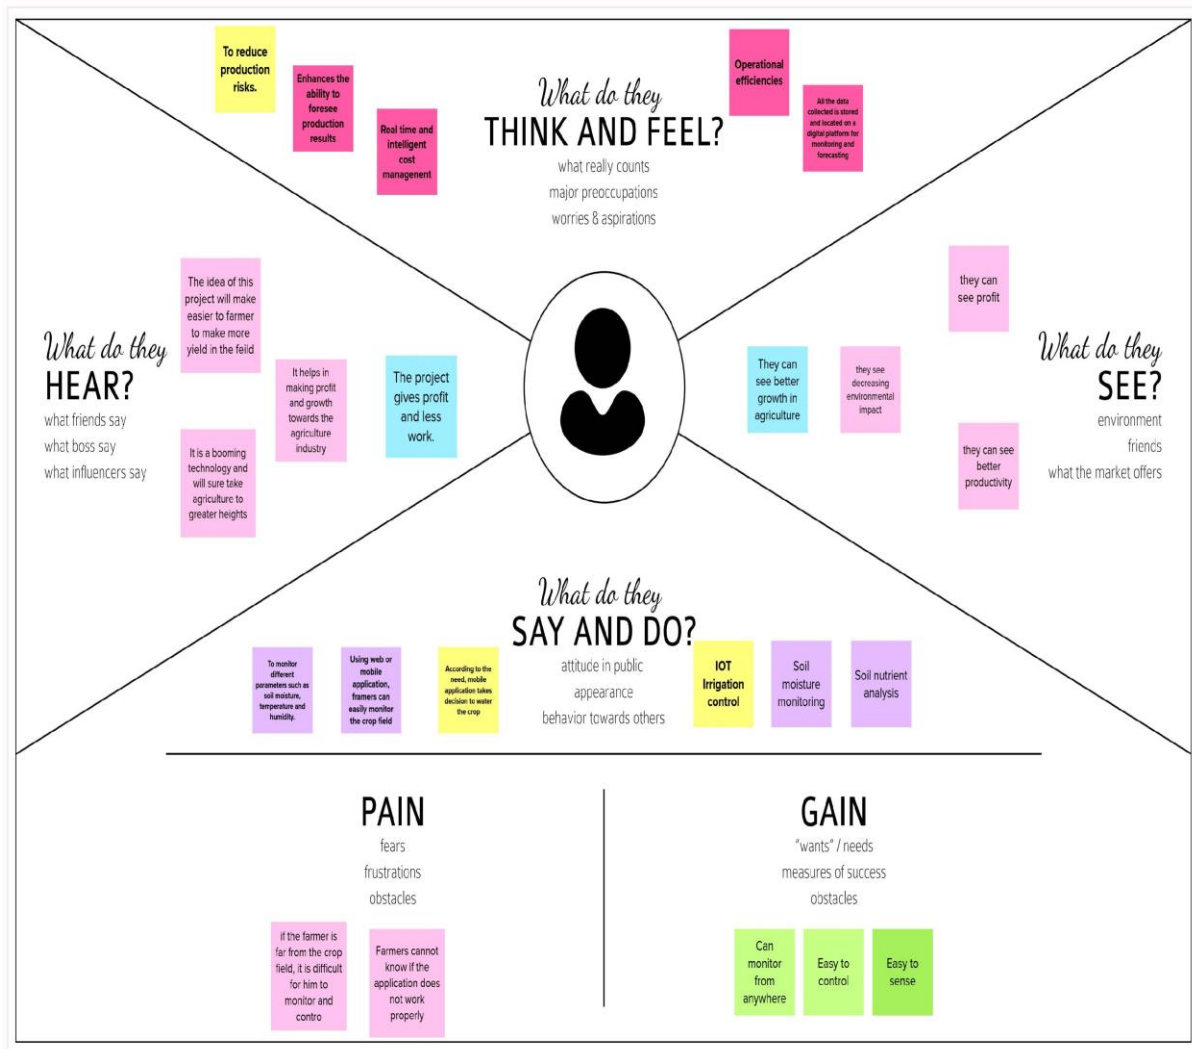 To reduce
production
risks.
Enhances the
ability to
foresee
production
results
Real time and
intelligent
cost
management
What do they
THINK AND FEEL?
what really counts
major preoccupations
worries & aspirations
Operational
efficiencies
All the data
collected is stored
and located on a
digital platform for
monitoring and
forecasting
What do they
HEAR?
what friends say
what boss say
what influencers say
The idea of this
project will make
easier to farmer
to make more
yield in the feild
It helps in
making profit
and growth
towards the
agriculture
industry
It is a booming
technology and
will sure take
agriculture to
greater heights
The project
gives profit
and less
work.
They can
see better
growth in
agriculture
they see
decreasing
environmental
impact
they can
see profit
they can see
better
productivity
What do they
SEE?
environment
friends
what the market offers
What do they
SAY AND DO?
attitude in public
appearance
behavior towards others
To monitor
different
parameters such as
soil moisture,
temperature and
humidity.
Using web or
mobile
application,
framers can
easily monitor
the crop field
According to the
need, mobile
application takes
decision to water
the crop
IOT
Irrigation
control
Soil
moisture
monitoring
Soil nutrient
analysis
PAIN
fears
frustrations
obstacles
if the farmer is
far from the crop
field, it is difficult
for him to
monitor and
contro
Farmers cannot
know if the
application does
not work
properly
GAIN
"wants" / needs
measures of success
obstacles
Can
monitor
from
anywhere
Easy to
control
Easy to
sense